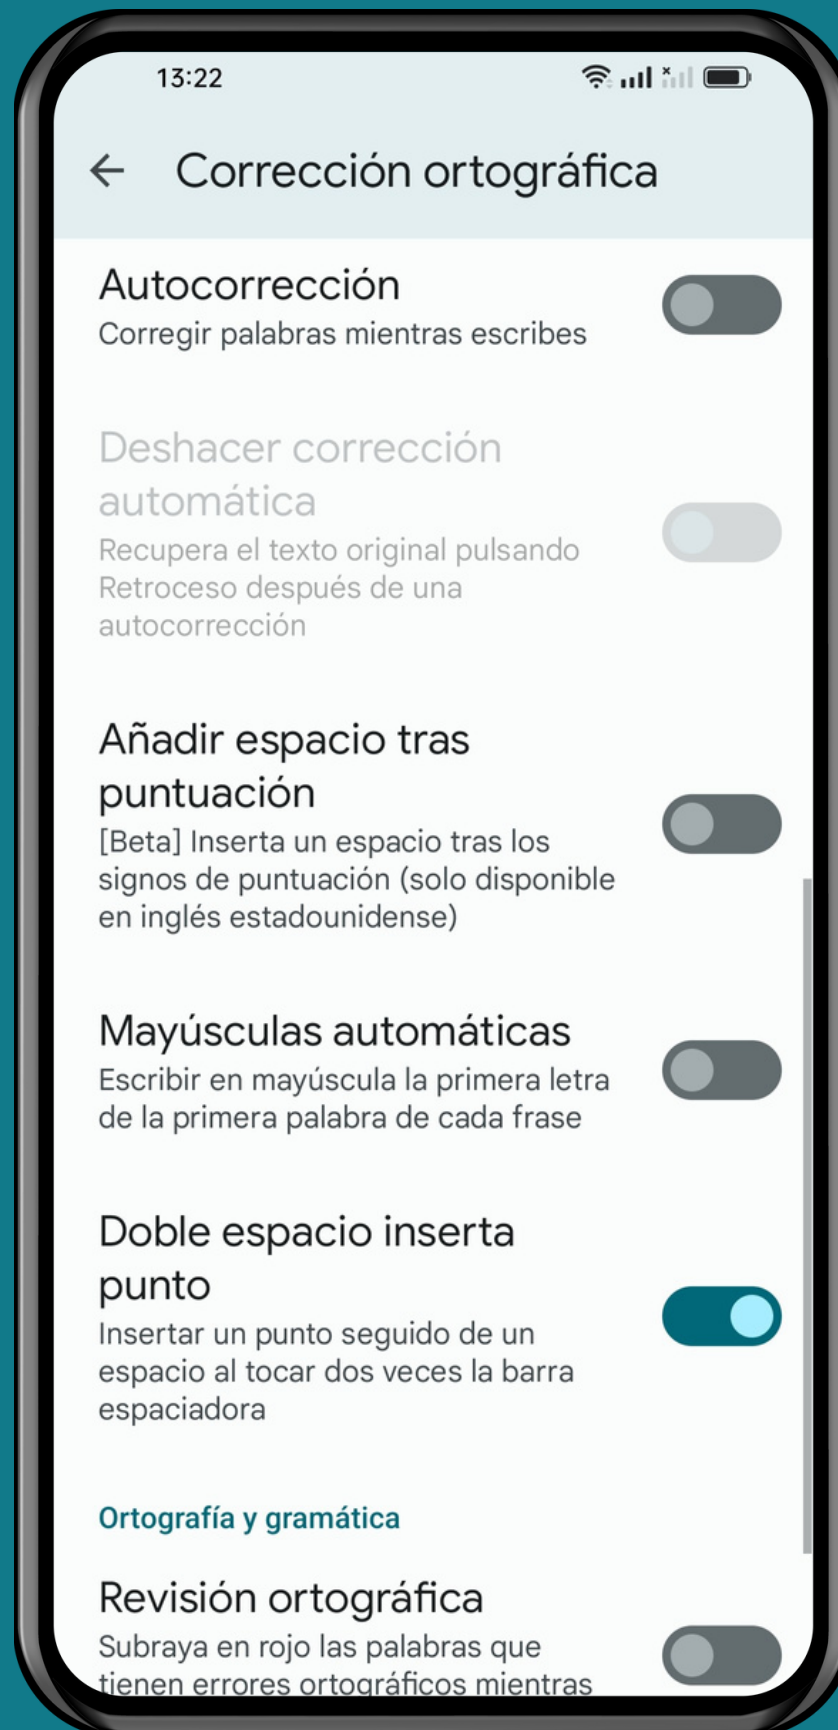 13:22
Corrección ortográfica
Autocorrección
Corregir palabras mientras escribes
Deshacer corrección
automática
Recupera el texto original pulsando
Retroceso después de una
autocorrección
Añadir espacio tras
puntuación
[Beta] Inserta un espacio tras los
signos de puntuación (solo disponible
en inglés estadounidense)
Mayúsculas automáticas
Escribir en mayúscula la primera letra
de la primera palabra de cada frase
Doble espacio inserta
punto
Insertar un punto seguido de un
espacio al tocar dos veces la barra
espaciadora
Ortografía y gramática
Revisión ortográfica
Subraya en rojo las palabras que
tienen errores ortográficos mientras